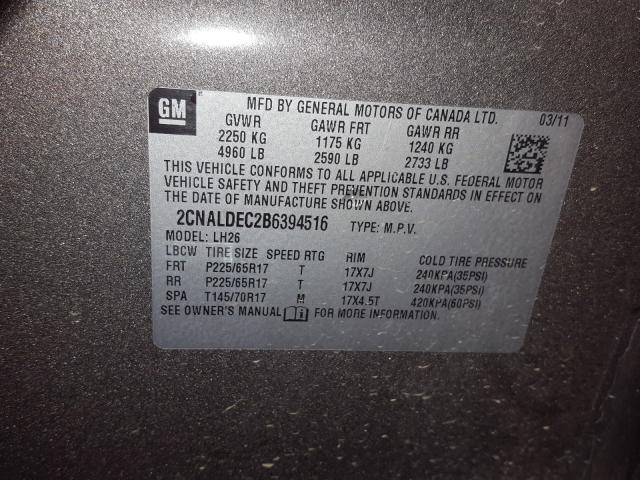 GM
MFD BY GENERAL MOTORS OF CANADA LTD. 03/11
GVWR GAWR FRT GAWR RR
2250 KG 1175 KG 1240 KG
4960 LB 2590 LB 2733 LB
THIS VEHICLE CONFORMS TO ALL APPLICABLE U.S. FEDERAL MOTOR
VEHICLE SAFETY AND THEFT PREVENTION STANDARDS IN EFFECT ON
THE DATE OF MANUFACTURE SHOWN ABOVE.
2CNALDEC2B6394516 TYPE: M.P.V.
MODEL: LH26
LBCW TIRE SIZE SPEED RTG RIM COLD TIRE PRESSURE
FRT P225/65R17 T 17X7J 240KPA(35PSI)
RR P225/65R17 T 17X7J 240KPA(35PSI)
SPA T145/70R17 M 17X4.5T 420KPA(60PSI)
SEE OWNER'S MANUAL FOR MORE INFORMATION.